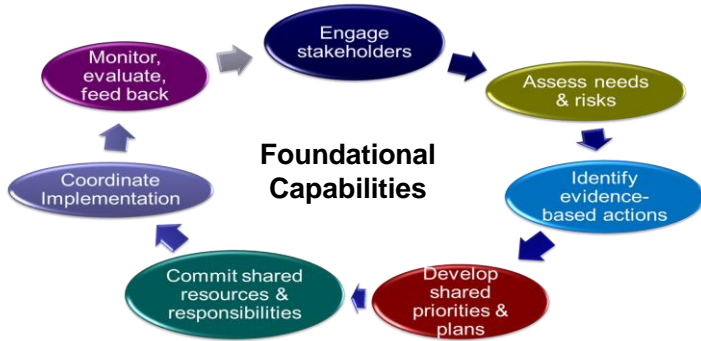 Engage
stakeholders
Assess needs
& risks
Identify
evidence-
based actions
Develop
shared
priorities &
plans
Commit shared
resources &
responsibilities
Coordinate
Implementation
Monitor,
evaluate,
feed back
Foundational
Capabilities